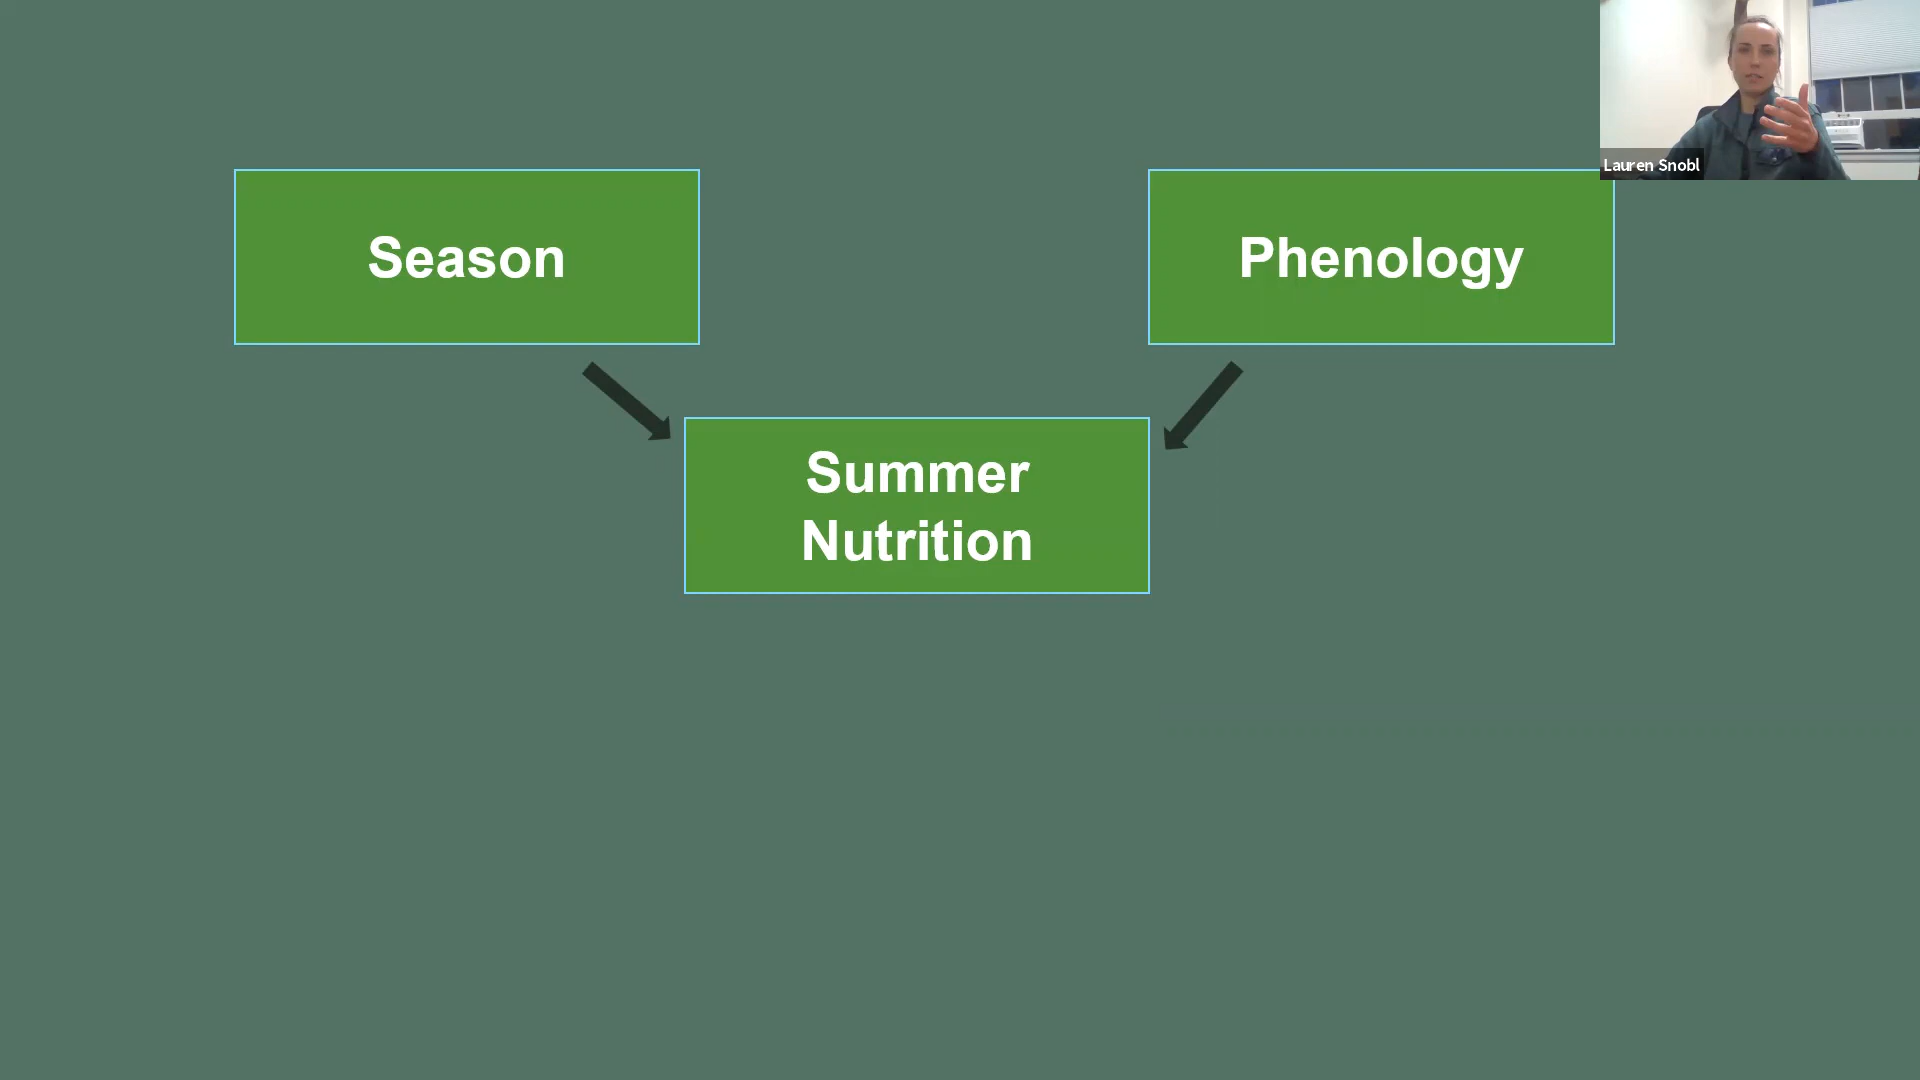 Lauren Snobl
Season
Phenology
Summer
Nutrition